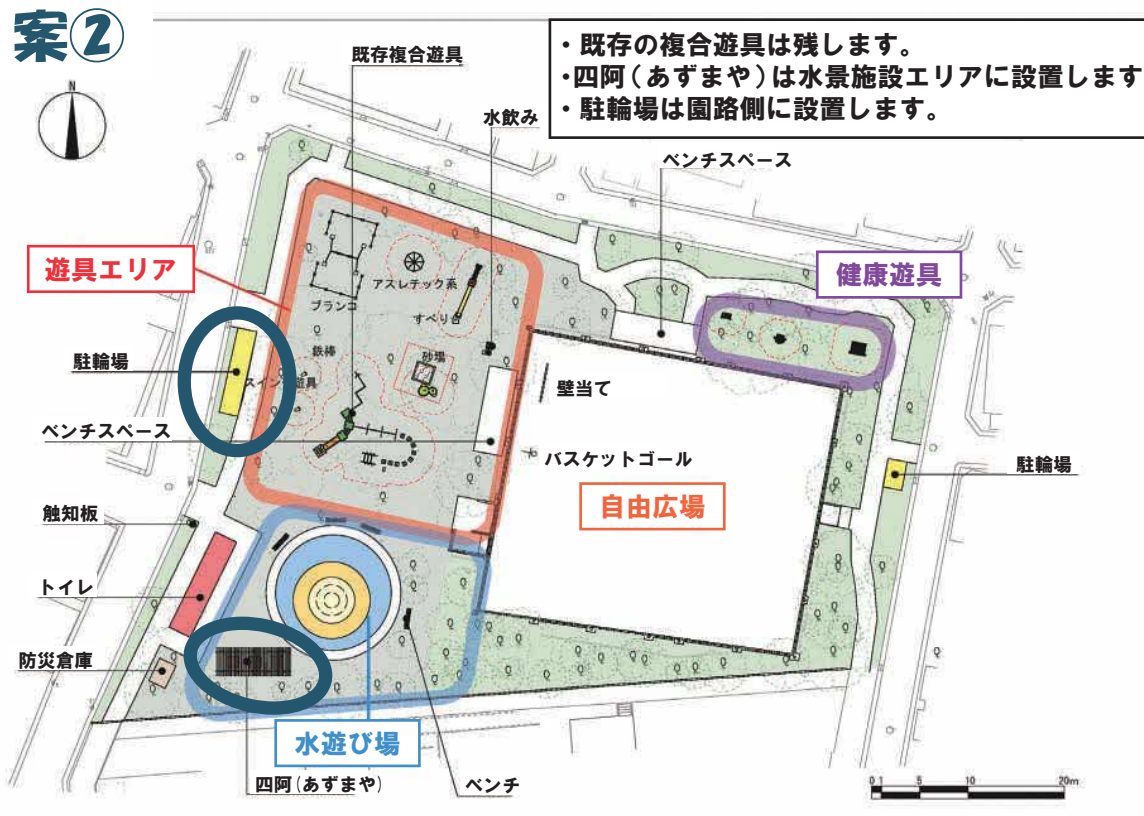 案②
・既存の複合遊具は残します。
・四阿(あずまや)は水景施設エリアに設置します
・駐輪場は園路側に設置します。
N
既存複合遊具
水飲み
ベンチスペース
遊具エリア
健康遊具
アスレチック系
ブランコ
すべり台
鉄棒
砂場
駐輪場
壁当て
ベンチスペース
バスケットゴール
駐輪場
自由広場
触知板
トイレ
防災倉庫
水遊び場
四阿(あずまや)
ベンチ
0 1 5 10 20m